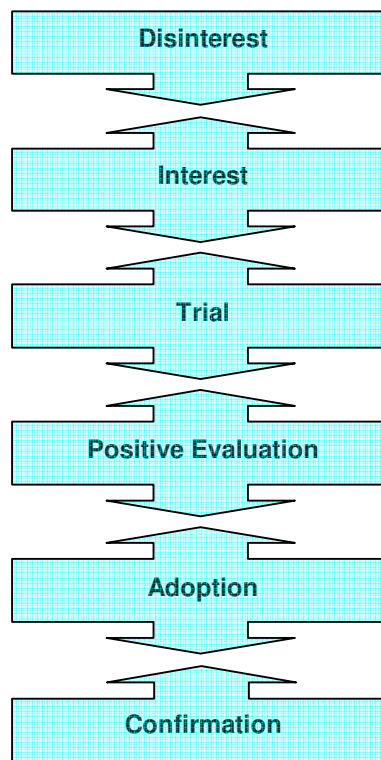 Disinterest
Interest
Trial
Positive Evaluation
Adoption
Confirmation